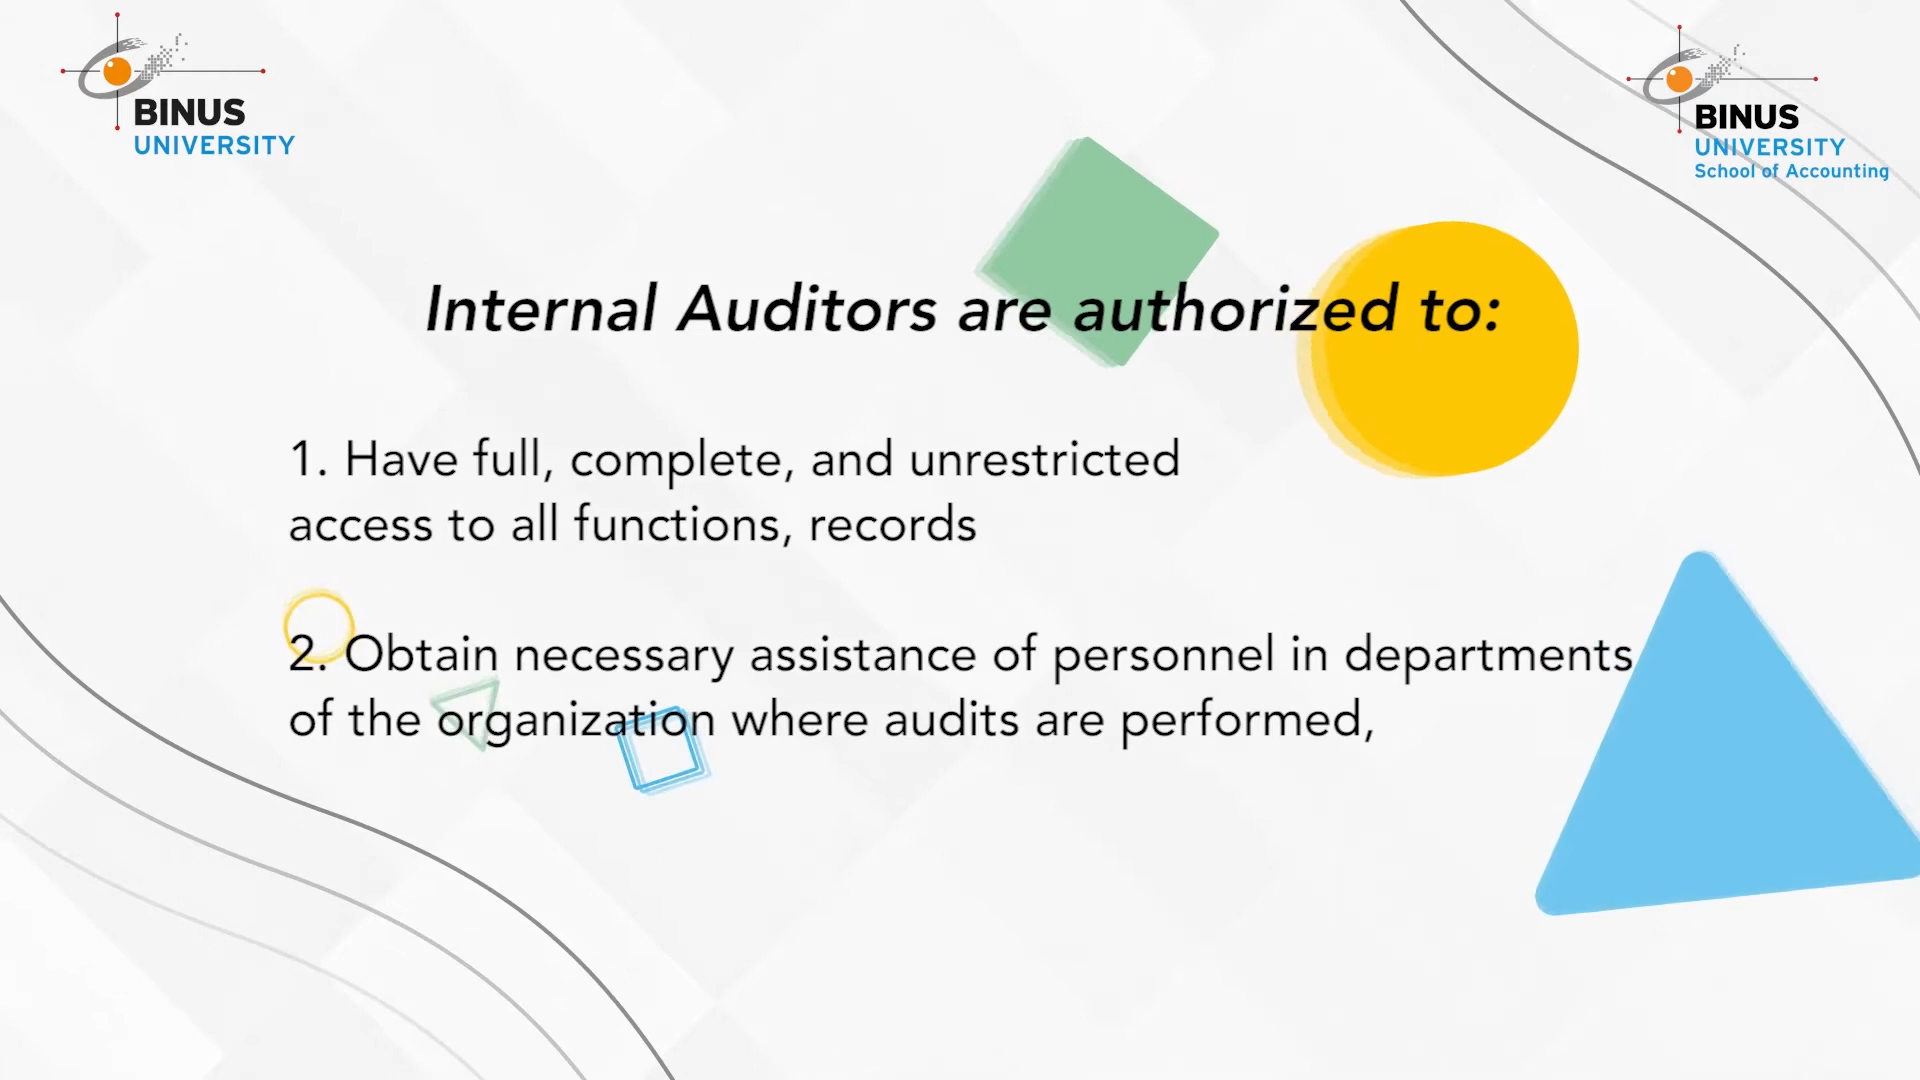 BINUS
UNIVERSITY
BINUS
UNIVERSITY
School of Accounting
Internal Auditors are authorized to:
1. Have full, complete, and unrestricted
access to all functions, records
2. Obtain necessary assistance of personnel in departments
of the organization where audits are performed,